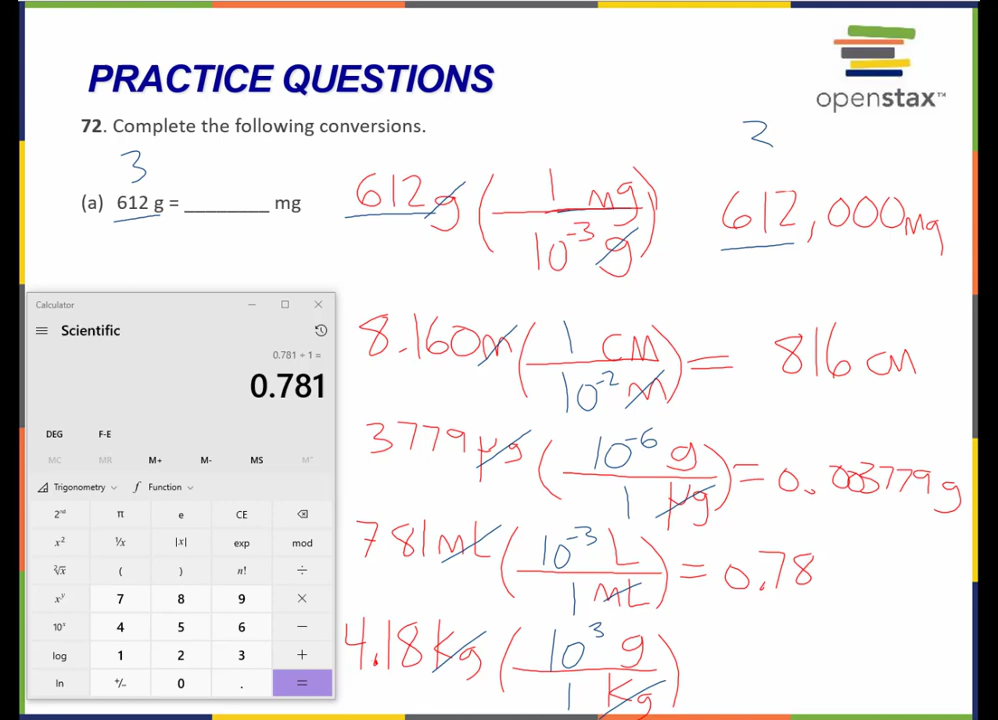 PRACTICE QUESTIONS
openstax™
72. Complete the following conversions.
3
2
(a) 612 g = ________ mg
612 g ( 1 mg / 10⁻³ g ) 612,000 mg
Calculator
Scientific
0.781 ÷ 1 =
0.781
DEG F-E
MC MR M+ M- MS M˅
Trigonometry Function
2ⁿᵈ π e CE
x² ¹/x |x| exp mod
²√x ( ) n! ÷
xʸ 7 8 9 ×
10ˣ 4 5 6 −
log 1 2 3 +
ln +/− 0 . =
8.160 m ( 1 cm / 10⁻² m ) = 816 cm
3779 μg ( 10⁻⁶ g / 1 μg ) = 0.003779 g
781 mL ( 10⁻³ L / 1 mL ) = 0.78
4.18 kg ( 10³ g / 1 kg )